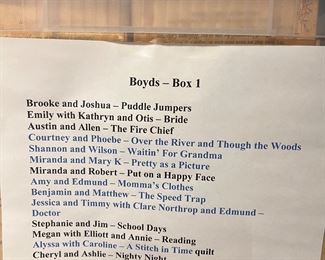 Boyds – Box 1
Brooke and Joshua – Puddle Jumpers
Emily with Kathryn and Otis – Bride
Austin and Allen – The Fire Chief
Courtney and Phoebe – Over the River and Though the Woods
Shannon and Wilson – Waitin' For Grandma
Miranda and Mary K – Pretty as a Picture
Miranda and Robert – Put on a Happy Face
Amy and Edmund – Momma's Clothes
Benjamin and Matthew – The Speed Trap
Jessica and Timmy with Clare Northrop and Edmund –
Doctor
Stephanie and Jim – School Days
Megan with Elliott and Annie – Reading
Alyssa with Caroline – A Stitch in Time quilt
Cheryl and Ashlie – Nighty Night